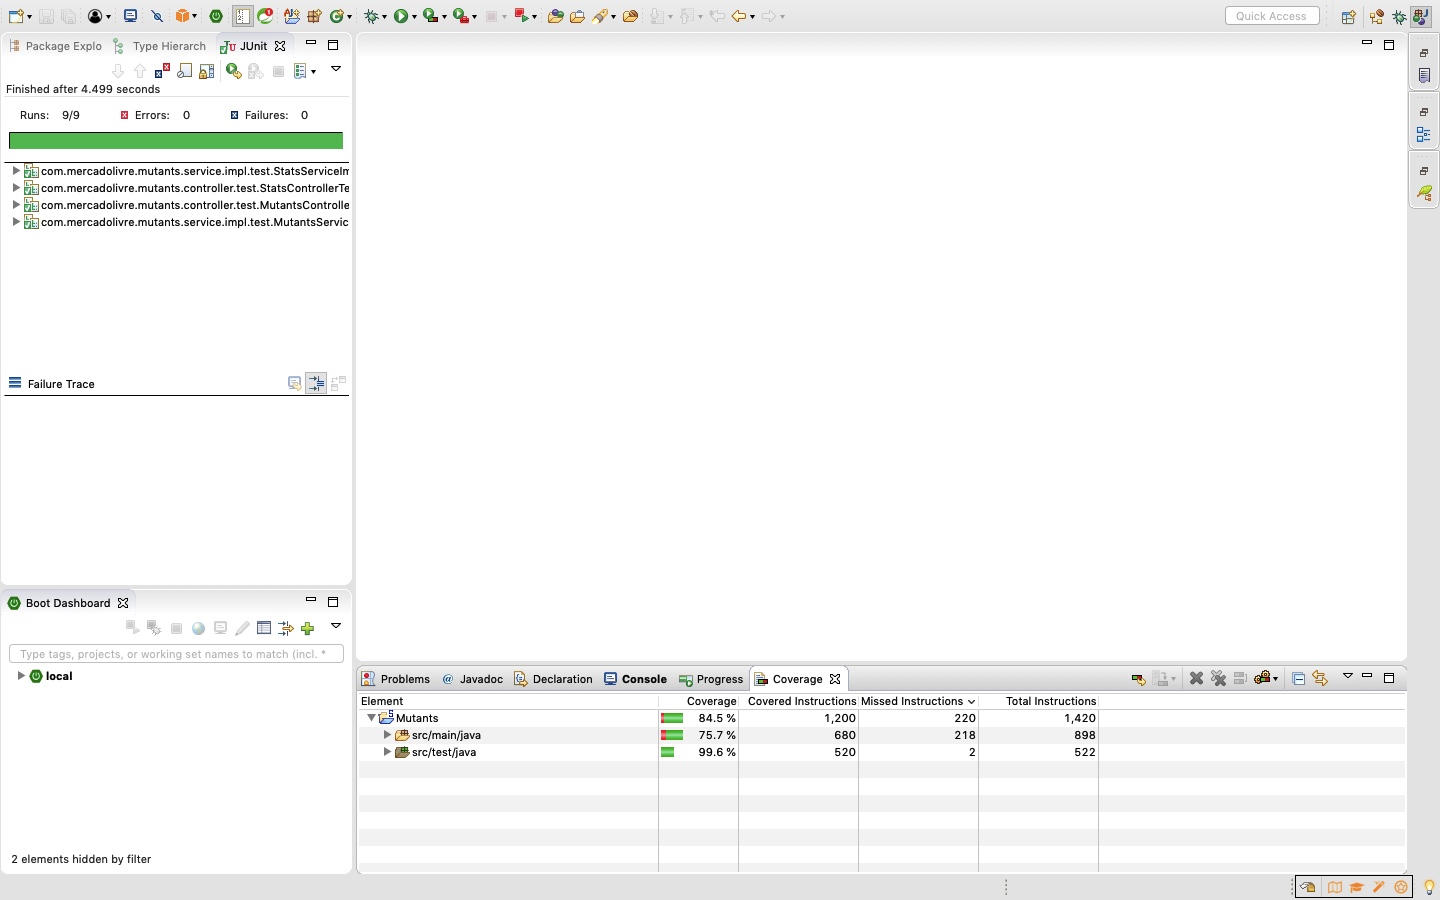 Quick Access
Package Explo
Type Hierarch
JUnit
Finished after 4.499 seconds
Runs: 9/9
Errors: 0
Failures: 0
com.mercadolivre.mutants.service.impl.test.StatsServiceIm
com.mercadolivre.mutants.controller.test.StatsControllerTe
com.mercadolivre.mutants.controller.test.MutantsControlle
com.mercadolivre.mutants.service.impl.test.MutantsServic
Failure Trace
Boot Dashboard
Type tags, projects, or working set names to match (incl. *
local
2 elements hidden by filter
Problems @ Javadoc Declaration Console Progress Coverage
Element Coverage Covered Instructions Missed Instructions Total Instructions
Mutants 84.5 % 1,200 220 1,420
src/main/java 75.7 % 680 218 898
src/test/java 99.6 % 520 2 522